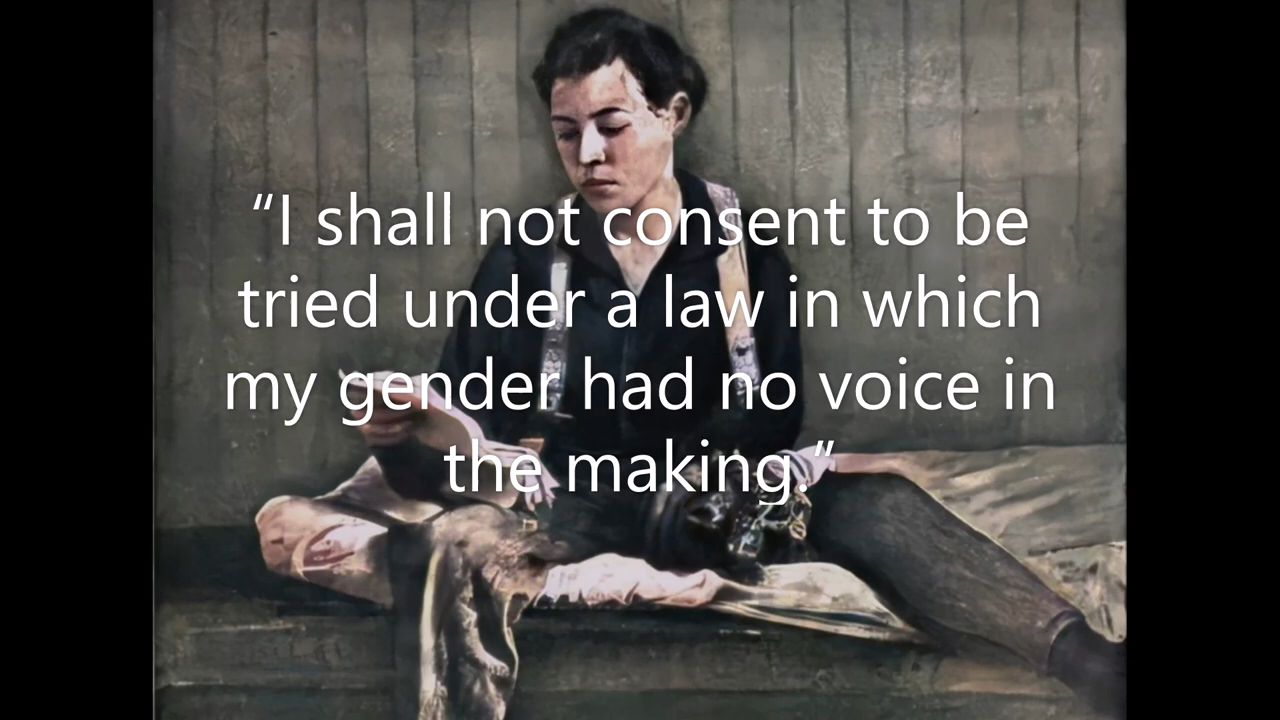 “I shall not consent to be
tried under a law in which
my gender had no voice in
the making.”